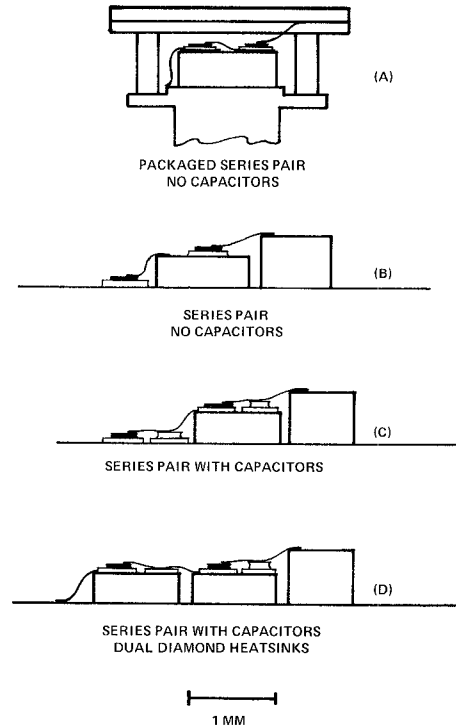 (A)
PACKAGED SERIES PAIR
NO CAPACITORS
(B)
SERIES PAIR
NO CAPACITORS
(C)
SERIES PAIR WITH CAPACITORS
(D)
SERIES PAIR WITH CAPACITORS
DUAL DIAMOND HEATSINKS
1 MM